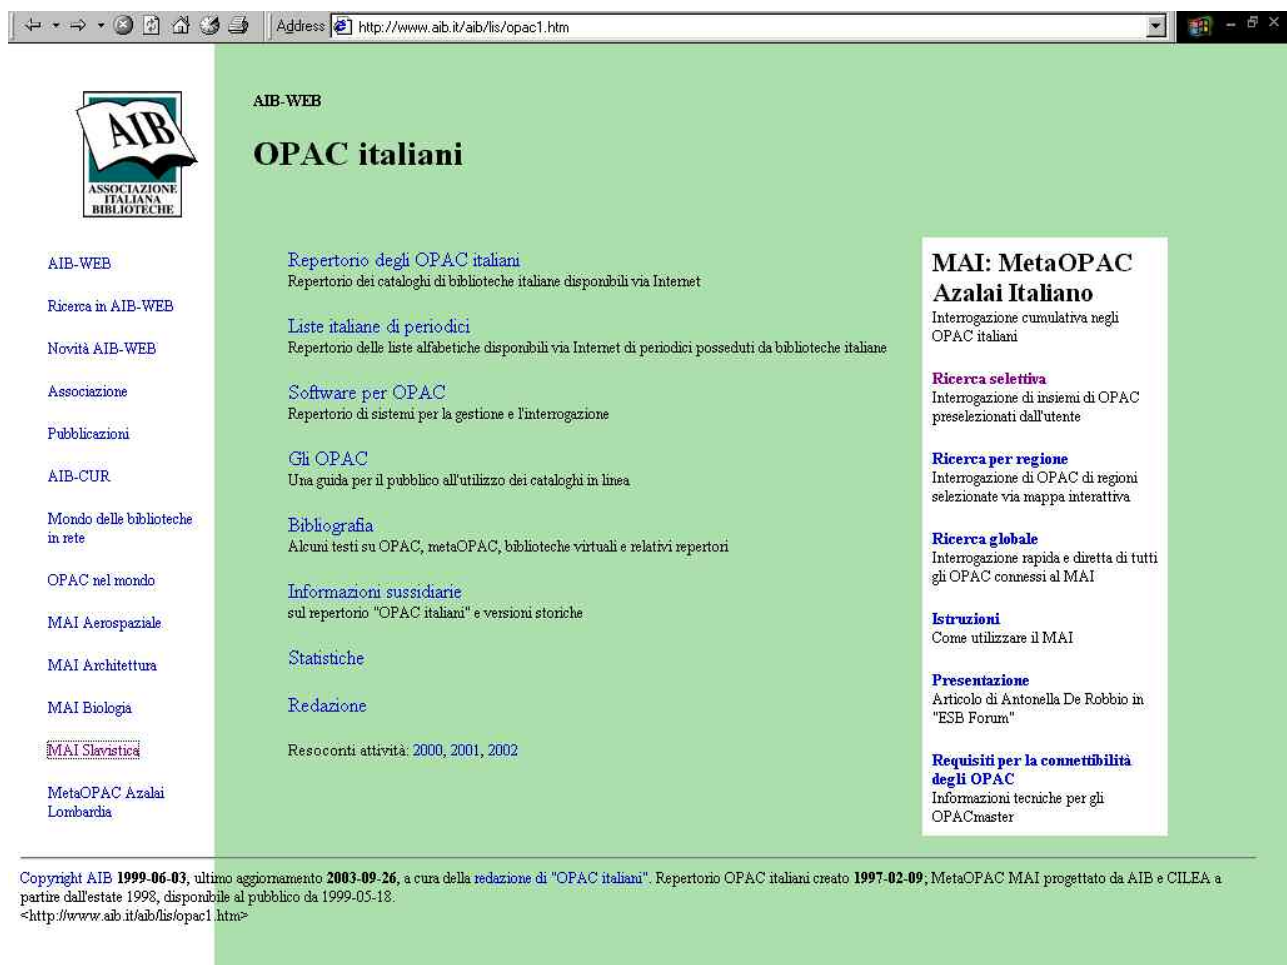 Address http://www.aib.it/aib/lis/opac1.htm
AIB
ASSOCIAZIONE
ITALIANA
BIBLIOTECHE
AIB-WEB
OPAC italiani
AIB-WEB
Ricerca in AIB-WEB
Novità AIB-WEB
Associazione
Pubblicazioni
AIB-CUR
Mondo delle biblioteche
in rete
OPAC nel mondo
MAI Aerospaziale
MAI Architettura
MAI Biologia
MAI Slavistica
MetaOPAC Azalai
Lombardia
Repertorio degli OPAC italiani
Repertorio dei cataloghi di biblioteche italiane disponibili via Internet
Liste italiane di periodici
Repertorio delle liste alfabetiche disponibili via Internet di periodici posseduti da biblioteche italiane
Software per OPAC
Repertorio di sistemi per la gestione e l'interrogazione
Gli OPAC
Una guida per il pubblico all'utilizzo dei cataloghi in linea
Bibliografia
Alcuni testi su OPAC, metaOPAC, biblioteche virtuali e relativi repertori
Informazioni sussidiarie
sul repertorio "OPAC italiani" e versioni storiche
Statistiche
Redazione
Resoconti attività: 2000, 2001, 2002
MAI: MetaOPAC
Azalai Italiano
Interrogazione cumulativa negli
OPAC italiani
Ricerca selettiva
Interrogazione di insiemi di OPAC
preselezionati dall'utente
Ricerca per regione
Interrogazione di OPAC di regioni
selezionate via mappa interattiva
Ricerca globale
Interrogazione rapida e diretta di tutti
gli OPAC connessi al MAI
Istruzioni
Come utilizzare il MAI
Presentazione
Articolo di Antonella De Robbio in
"ESB Forum"
Requisiti per la connettibilità
degli OPAC
Informazioni tecniche per gli
OPACmaster
Copyright AIB 1999-06-03, ultimo aggiornamento 2003-09-26, a cura della redazione di "OPAC italiani". Repertorio OPAC italiani creato 1997-02-09; MetaOPAC MAI progettato da AIB e CILEA a
partire dall'estate 1998, disponibile al pubblico da 1999-05-18.
<http://www.aib.it/aib/lis/opac1.htm>